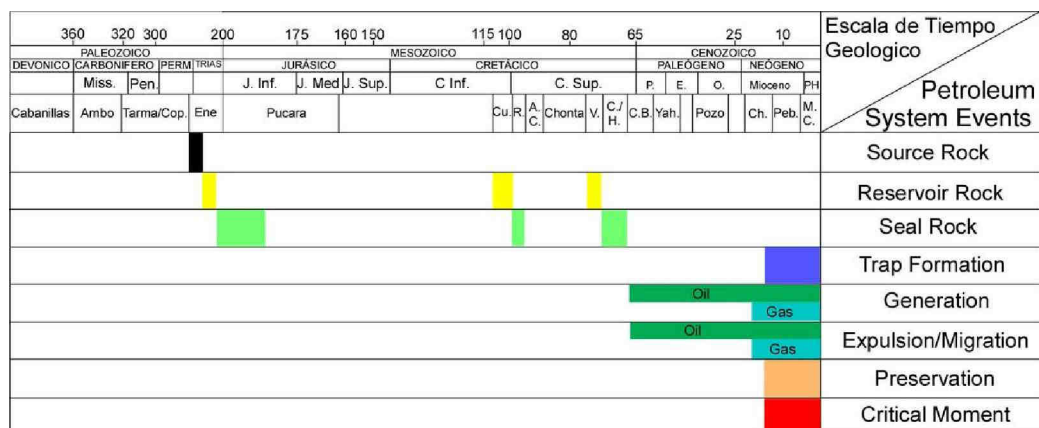 360 320 300 200 175 161 150 115 100 80 65 25 10
Escala de Tiempo
Geologico
PALEOZOICO MESOZOICO CENOZOICO
DEVONICO CARBONIFERO PERM TRIAS JURÁSICO CRETÁCICO PALEÓGENO NEÓGENO
Miss. Pen. J. Inf. J. Med J. Sup. C Inf. C. Sup. P. E. O. Mioceno PH
Petroleum
System Events
Cabanillas Ambo Tarma/Cop. Ene Pucara Cu. R. A. C. Chonta V. C./ H. C.B. Yah. Pozo Ch. Peb. M. C.
Source Rock
Reservoir Rock
Seal Rock
Trap Formation
Oil
Gas
Generation
Oil
Gas
Expulsion/Migration
Preservation
Critical Moment